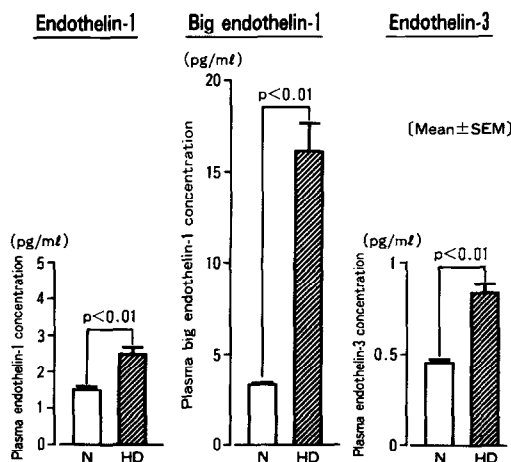 Endothelin-1
Big endothelin-1
Endothelin-3
(pg/mℓ)
Plasma endothelin-1 concentration
5
4
3
2
1
0
p<0.01
N HD
(pg/mℓ)
Plasma big endothelin-1 concentration
20
15
10
5
0
p<0.01
N HD
(Mean±SEM)
(pg/mℓ)
Plasma endothelin-3 concentration
1
0.5
0
p<0.01
N HD